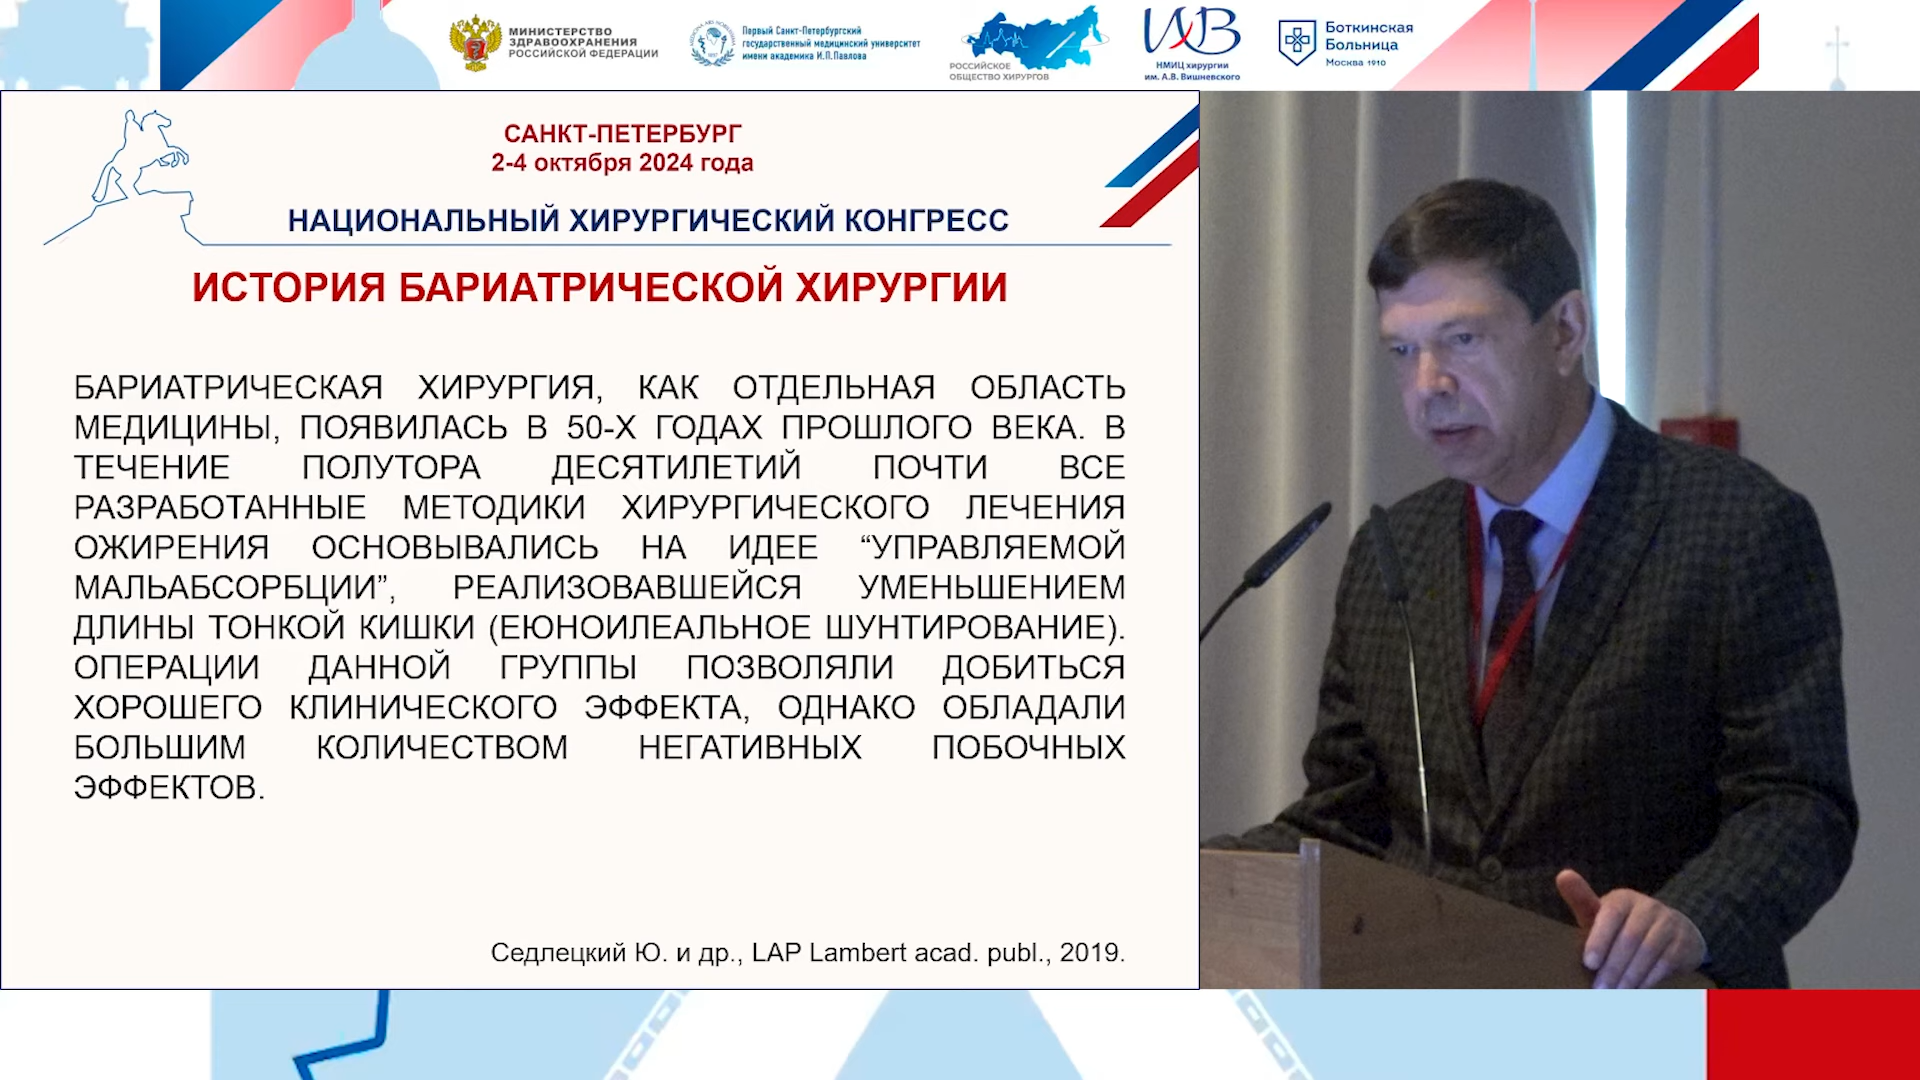 МИНИСТЕРСТВО
ЗДРАВООХРАНЕНИЯ
РОССИЙСКОЙ ФЕДЕРАЦИИ
Первый Санкт-Петербургский
государственный медицинский университет
имени академика И.П.Павлова
РОССИЙСКОЕ
ОБЩЕСТВО ХИРУРГОВ
НМИЦ хирургии
им. А.В. Вишневского
Боткинская
Больница
Москва 1910
САНКТ-ПЕТЕРБУРГ
2-4 октября 2024 года
НАЦИОНАЛЬНЫЙ ХИРУРГИЧЕСКИЙ КОНГРЕСС
ИСТОРИЯ БАРИАТРИЧЕСКОЙ ХИРУРГИИ
БАРИАТРИЧЕСКАЯ ХИРУРГИЯ, КАК ОТДЕЛЬНАЯ ОБЛАСТЬ
МЕДИЦИНЫ, ПОЯВИЛАСЬ В 50-Х ГОДАХ ПРОШЛОГО ВЕКА. В
ТЕЧЕНИЕ ПОЛУТОРА ДЕСЯТИЛЕТИЙ ПОЧТИ ВСЕ
РАЗРАБОТАННЫЕ МЕТОДИКИ ХИРУРГИЧЕСКОГО ЛЕЧЕНИЯ
ОЖИРЕНИЯ ОСНОВЫВАЛИСЬ НА ИДЕЕ “УПРАВЛЯЕМОЙ
МАЛЬАБСОРБЦИИ”, РЕАЛИЗОВАВШЕЙСЯ УМЕНЬШЕНИЕМ
ДЛИНЫ ТОНКОЙ КИШКИ (ЕЮНОИЛЕАЛЬНОЕ ШУНТИРОВАНИЕ).
ОПЕРАЦИИ ДАННОЙ ГРУППЫ ПОЗВОЛЯЛИ ДОБИТЬСЯ
ХОРОШЕГО КЛИНИЧЕСКОГО ЭФФЕКТА, ОДНАКО ОБЛАДАЛИ
БОЛЬШИМ КОЛИЧЕСТВОМ НЕГАТИВНЫХ ПОБОЧНЫХ
ЭФФЕКТОВ.
Седлецкий Ю. и др., LAP Lambert acad. publ., 2019.